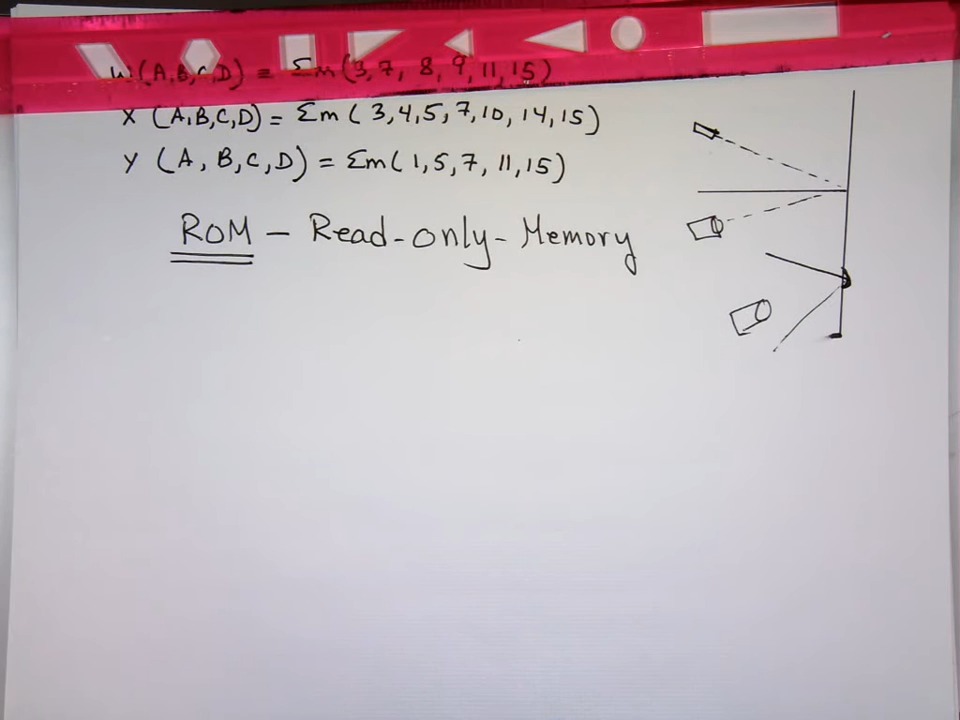 W(A,B,C,D) = Σm(3,7, 8,9,11,15)
X (A,B,C,D) = Σm( 3,4,5,7,10,14,15)
Y (A, B,C,D) = Σm( 1,5,7,11,15)
ROM - Read-only-Memory